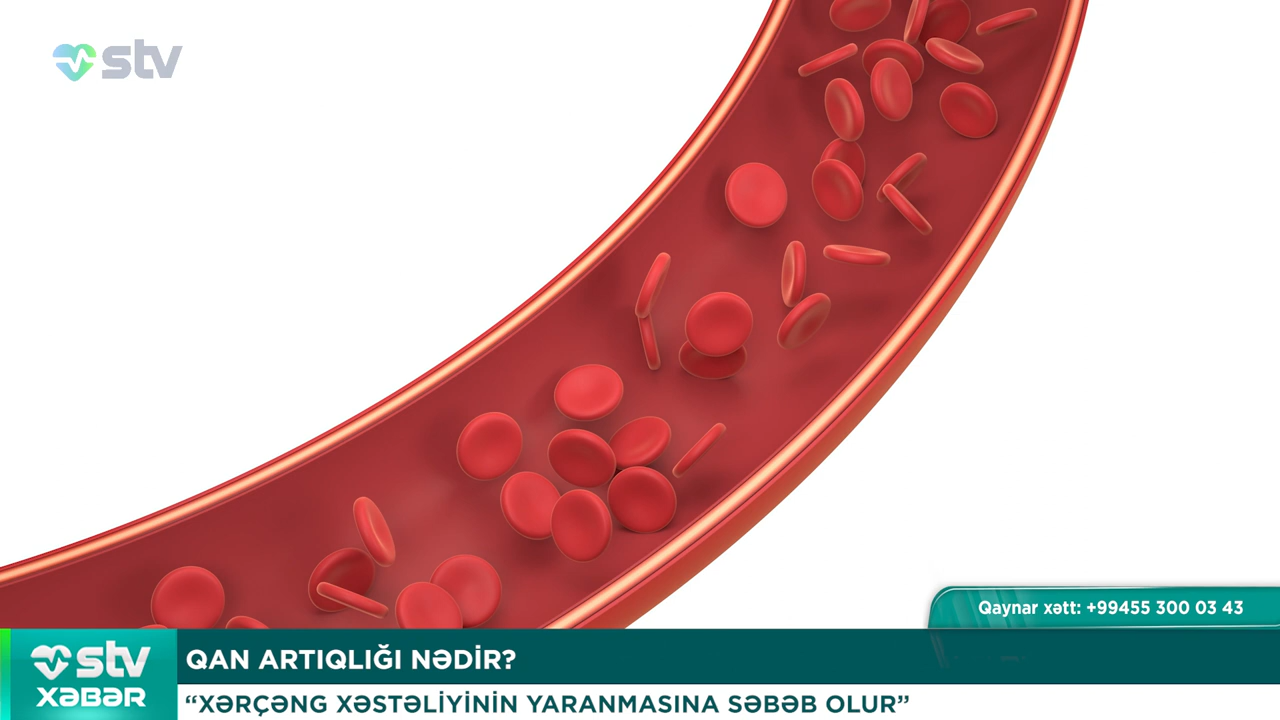 stv
Qaynar xətt: +99455 300 03 43
stv
XƏBƏR
QAN ARTIQLIĞI NƏDİR?
“XƏRÇƏNG XƏSTƏLİYİNİN YARANMASINA SƏBƏB OLUR”